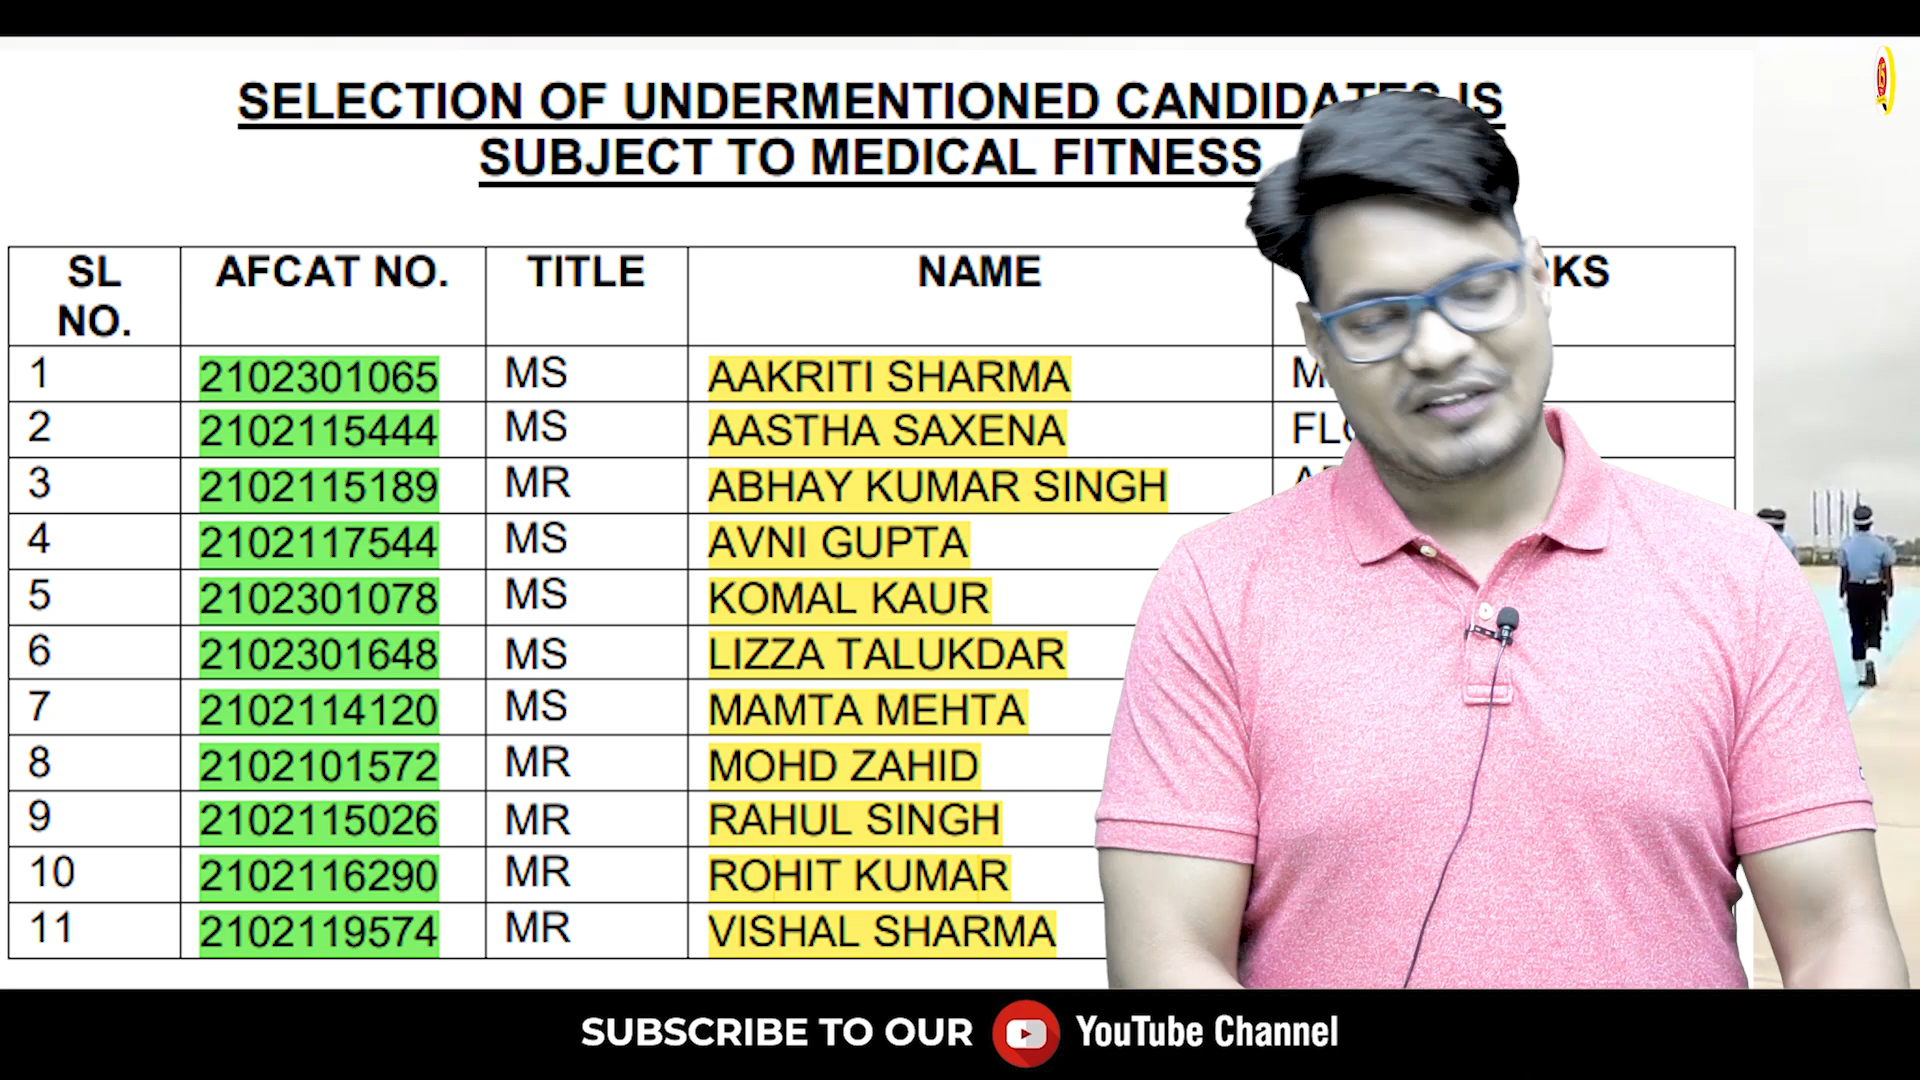 SELECTION OF UNDERMENTIONED CANDIDATES IS
SUBJECT TO MEDICAL FITNESS
SL NO. AFCAT NO. TITLE NAME
1 2102301065 MS AAKRITI SHARMA
2 2102115444 MS AASTHA SAXENA
3 2102115189 MR ABHAY KUMAR SINGH
4 2102117544 MS AVNI GUPTA
5 2102301078 MS KOMAL KAUR
6 2102301648 MS LIZZA TALUKDAR
7 2102114120 MS MAMTA MEHTA
8 2102101572 MR MOHD ZAHID
9 2102115026 MR RAHUL SINGH
10 2102116290 MR ROHIT KUMAR
11 2102119574 MR VISHAL SHARMA
SUBSCRIBE TO OUR YouTube Channel